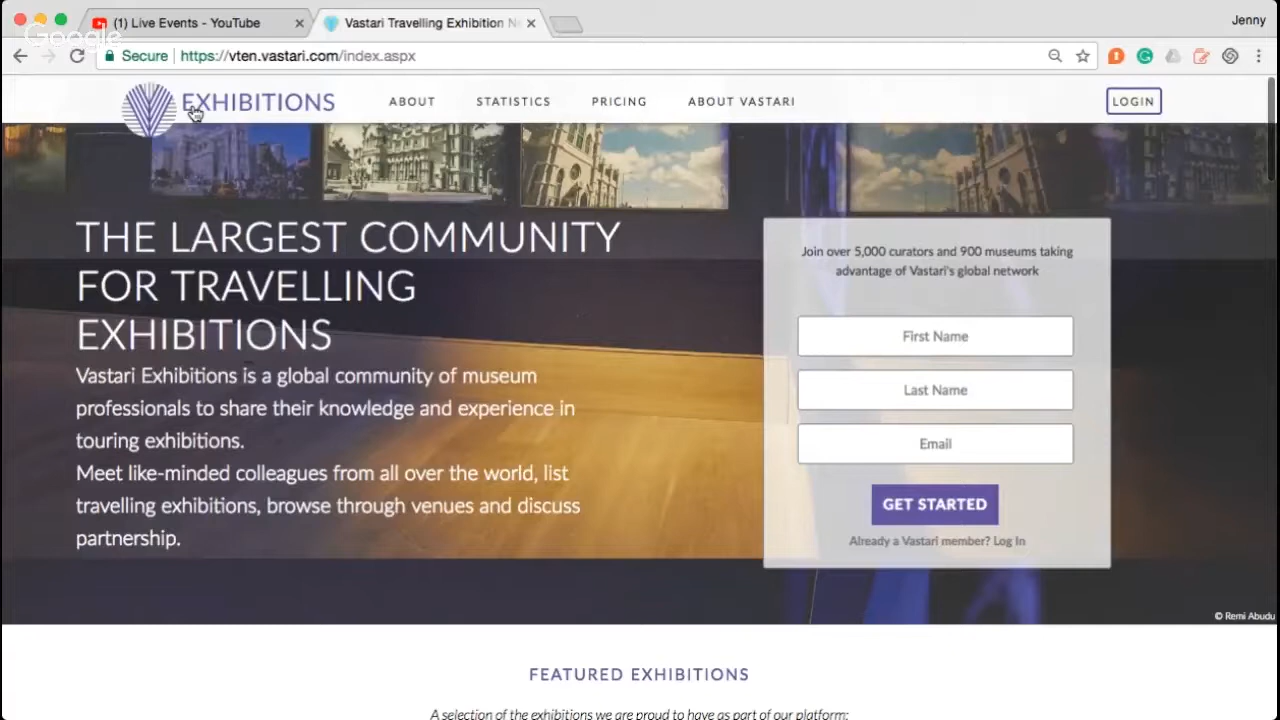 (1) Live Events - YouTube
Vastari Travelling Exhibition Ne
Jenny
Google
Secure
https://vten.vastari.com/index.aspx
EXHIBITIONS
ABOUT
STATISTICS
PRICING
ABOUT VASTARI
LOGIN
THE LARGEST COMMUNITY
FOR TRAVELLING
EXHIBITIONS
Vastari Exhibitions is a global community of museum
professionals to share their knowledge and experience in
touring exhibitions.
Meet like-minded colleagues from all over the world, list
travelling exhibitions, browse through venues and discuss
partnership.
Join over 5,000 curators and 900 museums taking
advantage of Vastari's global network
First Name
Last Name
Email
GET STARTED
Already a Vastari member? Log In
© Remi Abudu
FEATURED EXHIBITIONS
A selection of the exhibitions we are proud to have as part of our platform: